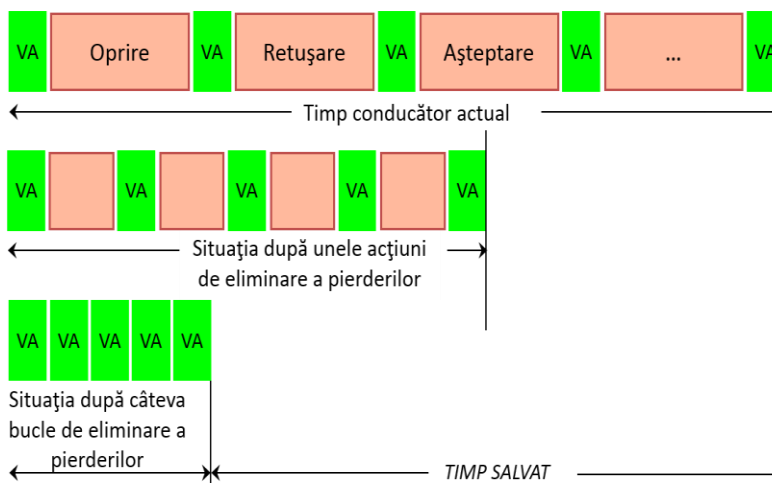 VA Oprire VA Retuşare VA Aşteptare VA ... VA
Timp conducător actual
VA VA VA VA VA
Situaţia după unele acţiuni
de eliminare a pierderilor
VA VA VA VA VA
Situaţia după câteva
bucle de eliminare a
pierderilor
TIMP SALVAT